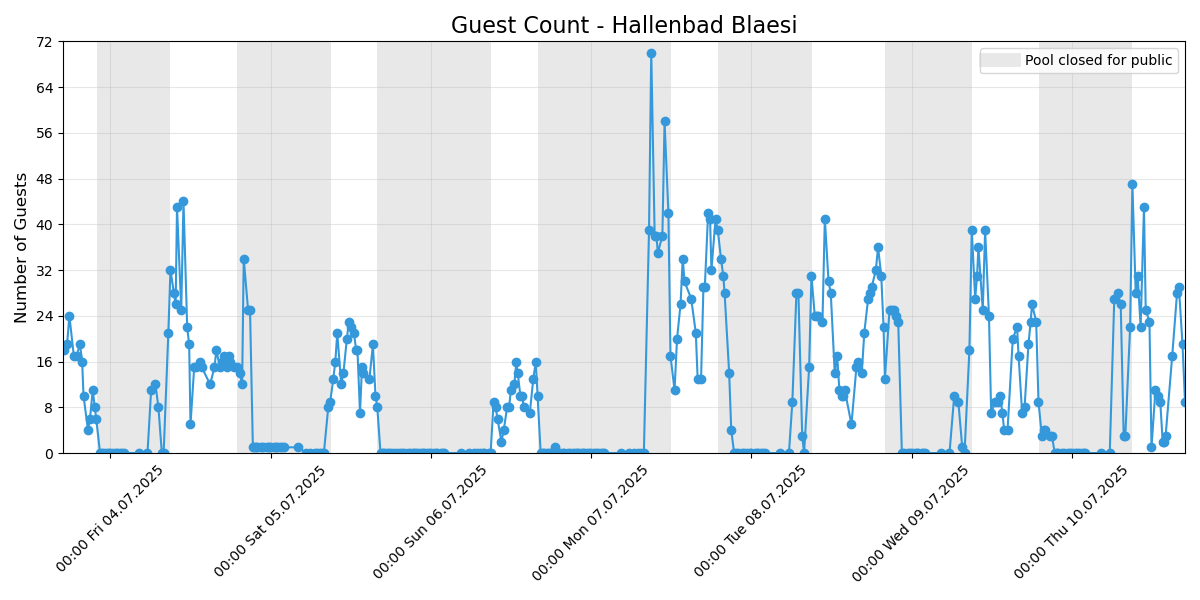 Guest Count - Hallenbad Blaesi
Pool closed for public
Number of Guests
72
64
56
48
40
32
24
16
8
0
00:00 Fri 04.07.2025
00:00 Sat 05.07.2025
00:00 Sun 06.07.2025
00:00 Mon 07.07.2025
00:00 Tue 08.07.2025
00:00 Wed 09.07.2025
00:00 Thu 10.07.2025